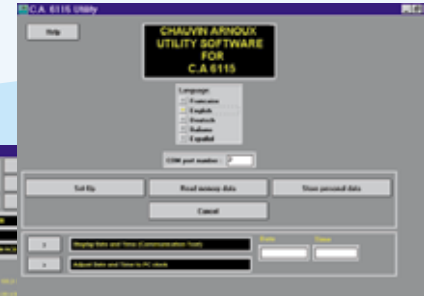 C.A. 6115 Utility
Help
CHAUVIN ARNOUX
UTILITY SOFTWARE
FOR
C.A 6115
Language
Francaise
English
Deutsch
Italiano
Español
COM port number : 2
Set Up
Read memory data
Store personal data
Cancel
Date
Time
> Display Date and Time (Communication Test)
> Adjust Date and Time to PC clock